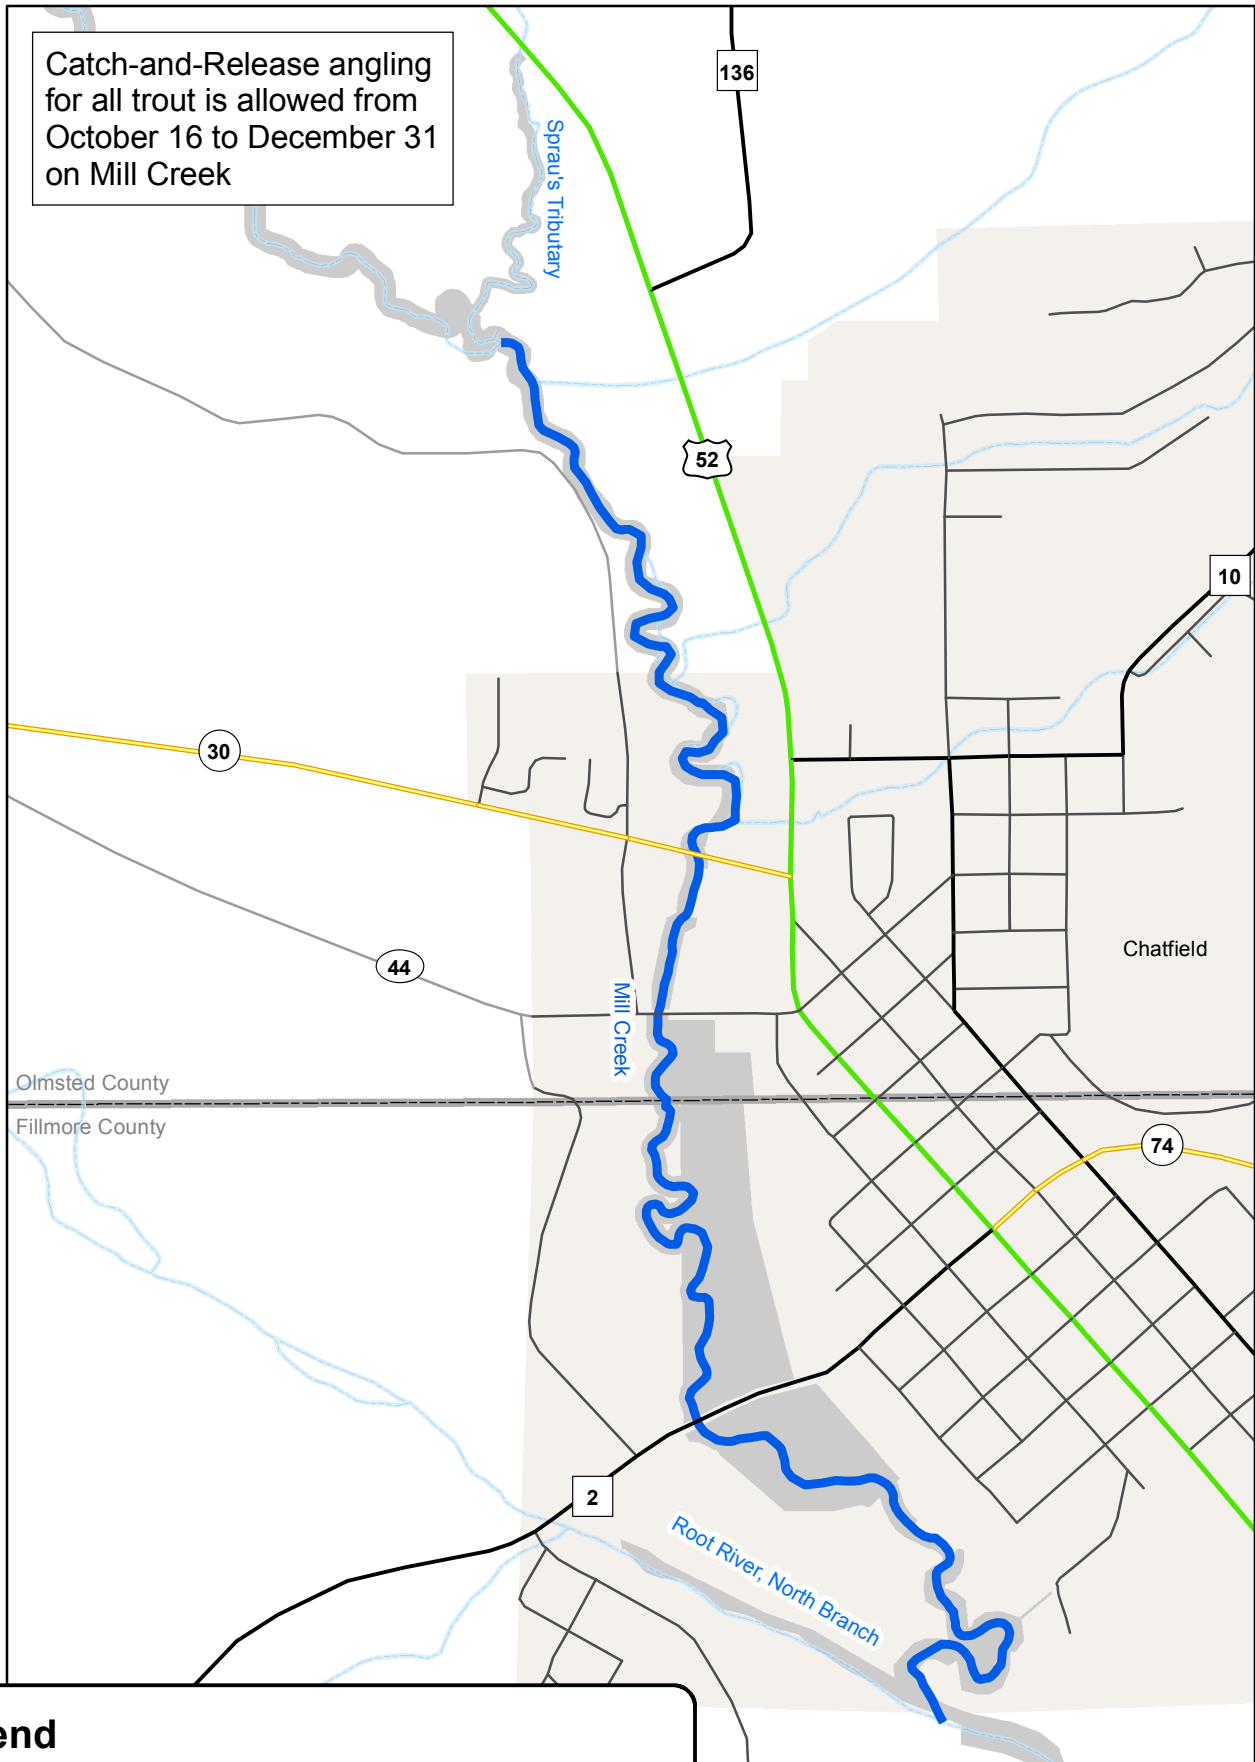 Catch-and-Release angling
for all trout is allowed from
October 16 to December 31
on Mill Creek
136
Sprau's Tributary
52
10
30
Chatfield
44
Mill Creek
Olmsted County
Fillmore County
74
2
Root River, North Branch
end